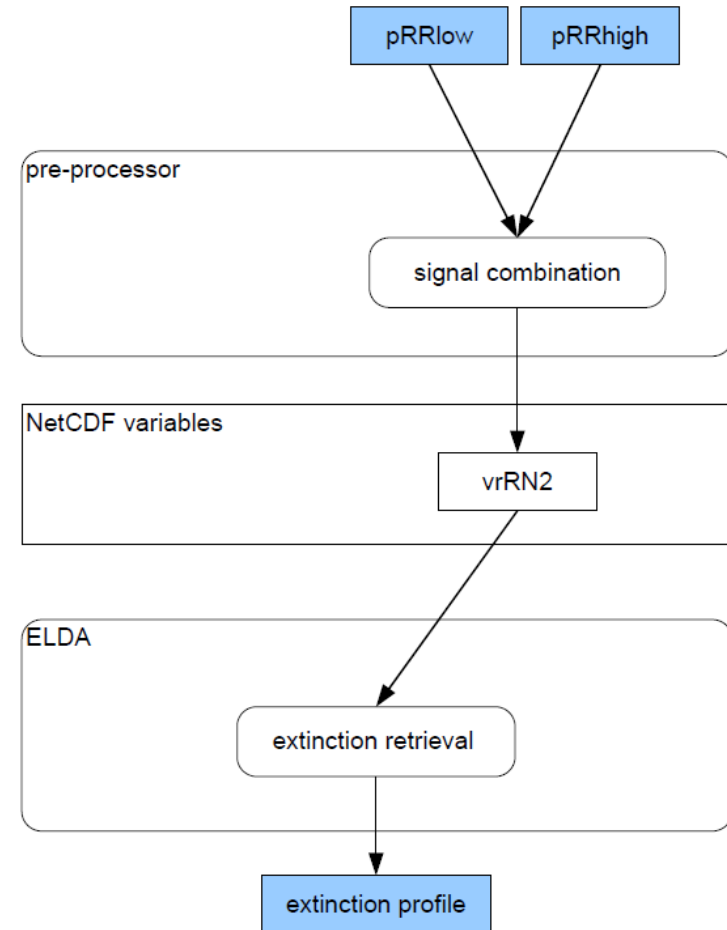 pRRlow
pRRhigh
pre-processor
signal combination
NetCDF variables
vrRN2
ELDA
extinction retrieval
extinction profile